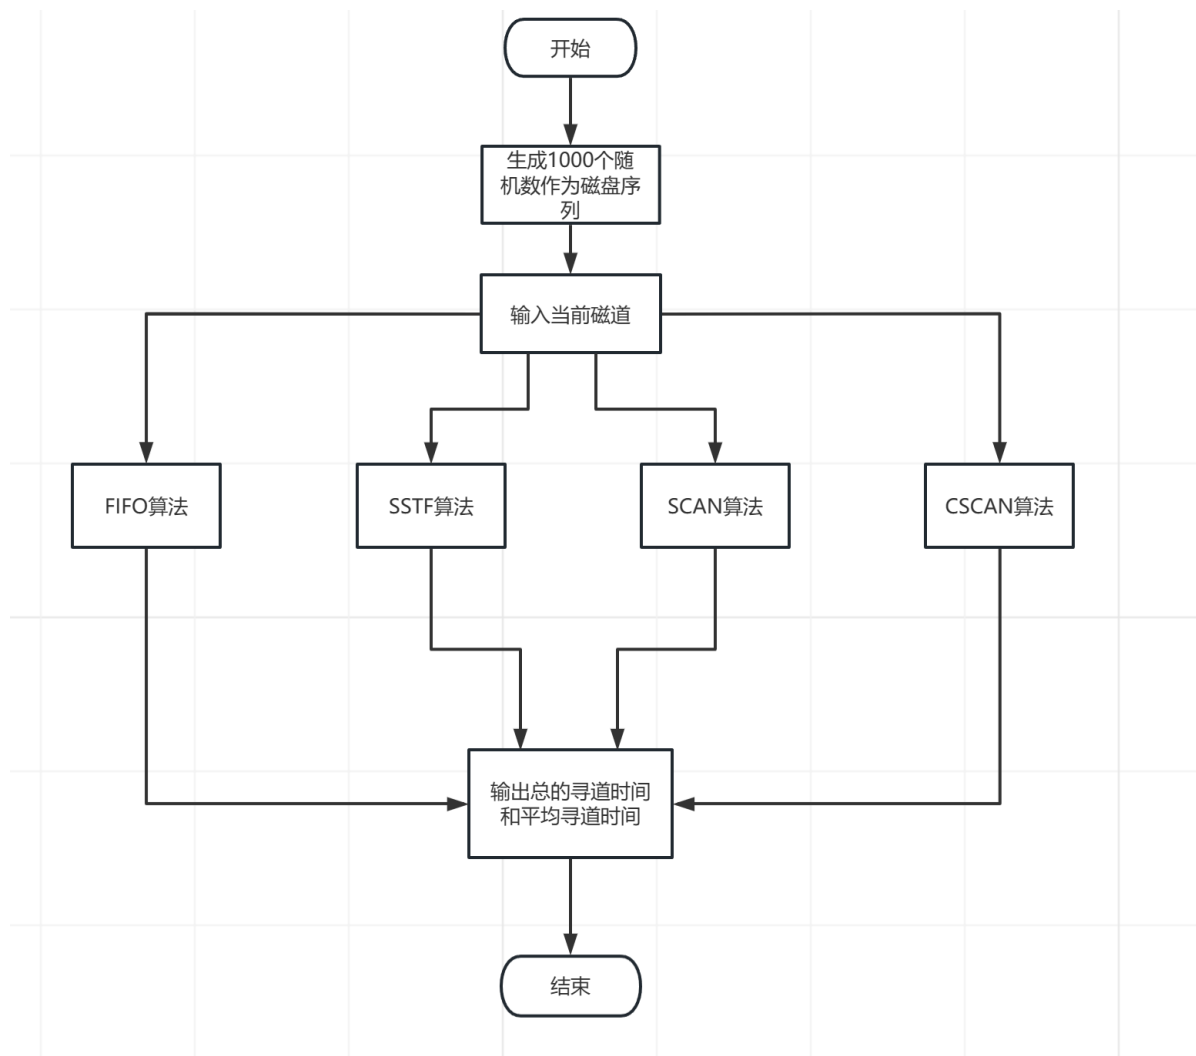 开始
生成1000个随
机数作为磁盘序
列
输入当前磁道
FIFO算法
SSTF算法
SCAN算法
CSCAN算法
输出总的寻道时间
和平均寻道时间
结束